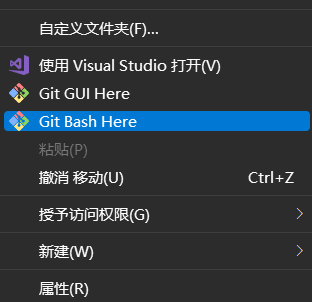 自定义文件夹(F)...
使用 Visual Studio 打开(V)
Git GUI Here
Git Bash Here
粘贴(P)
撤消 移动(U) Ctrl+Z
授予访问权限(G)
新建(W)
属性(R)